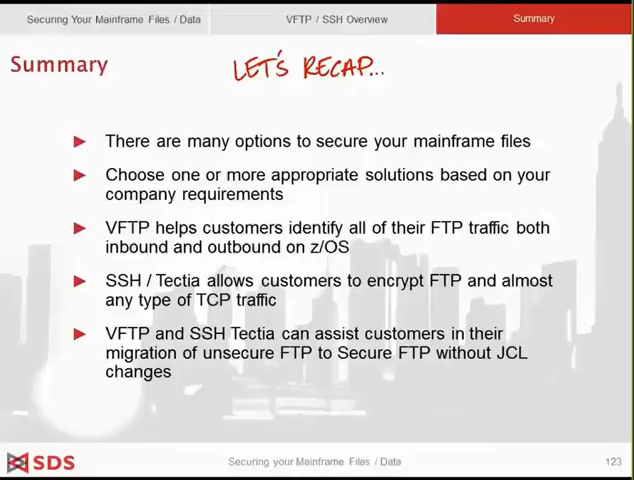 Securing Your Mainframe Files / Data
VFTP / SSH Overview
Summary
Summary
LET'S RECAP...
There are many options to secure your mainframe files
Choose one or more appropriate solutions based on your
company requirements
VFTP helps customers identify all of their FTP traffic both
inbound and outbound on z/OS
SSH / Tectia allows customers to encrypt FTP and almost
any type of TCP traffic
VFTP and SSH Tectia can assist customers in their
migration of unsecure FTP to Secure FTP without JCL
changes
SDS
Securing your Mainframe Files / Data
123